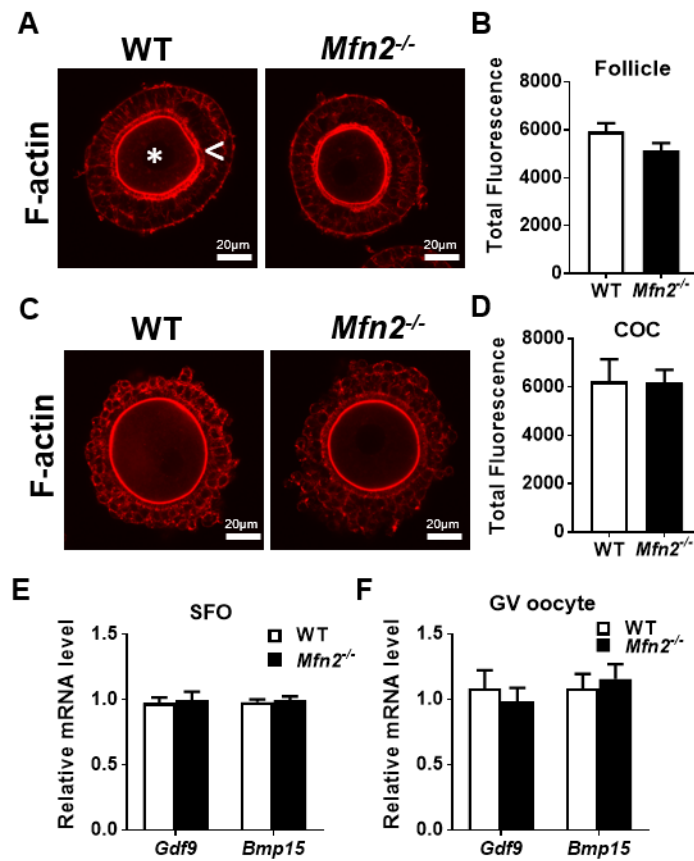 A
WT
Mfn2-/-
F-actin
*
<
20µm
20µm
B
Follicle
Total Fluorescence
8000
6000
4000
2000
0
WT
Mfn2-/-
C
WT
Mfn2-/-
F-actin
20µm
20µm
D
COC
Total Fluorescence
8000
6000
4000
2000
0
WT
Mfn2-/-
E
SFO
WT
Mfn2-/-
Relative mRNA level
1.5
1.0
0.5
0.0
Gdf9
Bmp15
F
GV oocyte
WT
Mfn2-/-
Relative mRNA level
1.5
1.0
0.5
0.0
Gdf9
Bmp15